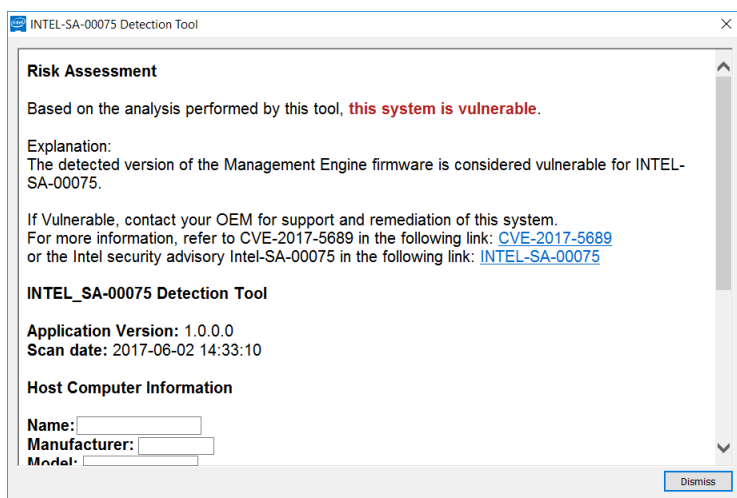 INTEL-SA-00075 Detection Tool
Risk Assessment
Based on the analysis performed by this tool, this system is vulnerable.
Explanation:
The detected version of the Management Engine firmware is considered vulnerable for INTEL-
SA-00075.
If Vulnerable, contact your OEM for support and remediation of this system.
For more information, refer to CVE-2017-5689 in the following link: CVE-2017-5689
or the Intel security advisory Intel-SA-00075 in the following link: INTEL-SA-00075
INTEL_SA-00075 Detection Tool
Application Version: 1.0.0.0
Scan date: 2017-06-02 14:33:10
Host Computer Information
Name:
Manufacturer:
Model:
Dismiss